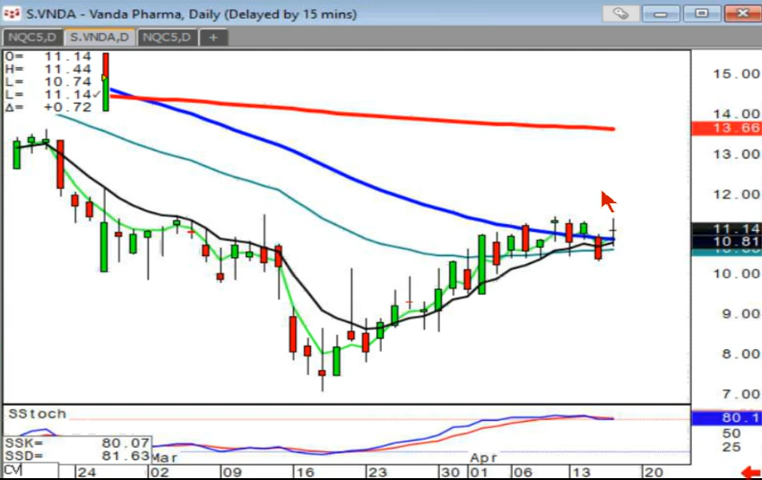 S.VNDA - Vanda Pharma, Daily (Delayed by 15 mins)
NQC5,D S.VNDA,D NQC5,D +
O= 11.14
H= 11.44
L= 10.74
L= 11.14✓
Δ= +0.72
15.00
14.00
13.66
13.00
12.00
11.14
10.81
10.00
9.00
8.00
7.00
SStoch
80.1
50
25
SSK= 80.07
SSD= 81.63
Mar Apr
CV
24 02 09 16 23 30 01 06 13 20